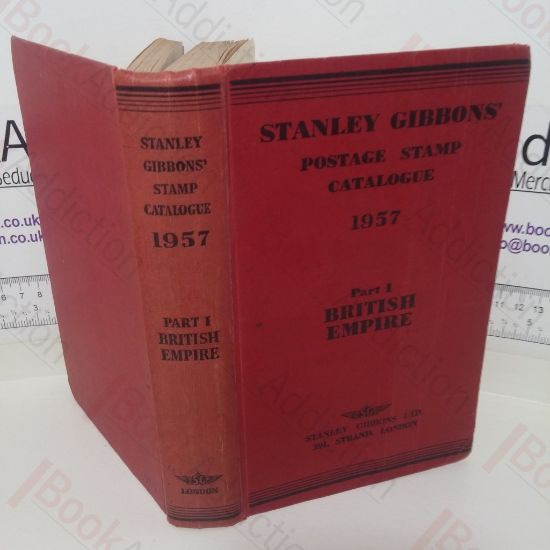 STANLEY
GIBBONS'
STAMP
CATALOGUE
1957
PART I
BRITISH
EMPIRE
LONDON
STANLEY GIBBONS'
POSTAGE STAMP
CATALOGUE
1957
Part I
BRITISH
EMPIRE
STANLEY GIBBONS LTD.
391, STRAND, LONDON
BookAddiction